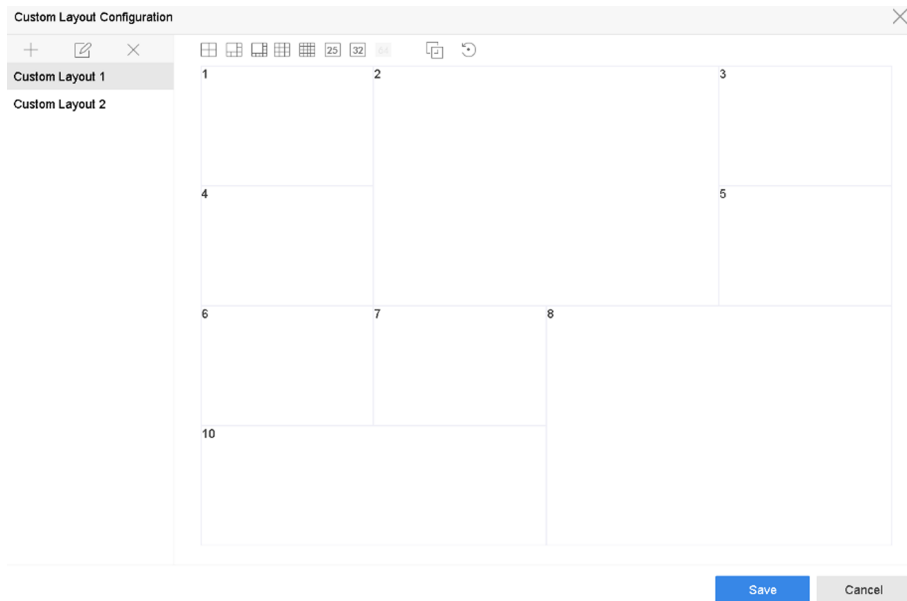 Custom Layout Configuration
25 32 64
Custom Layout 1
Custom Layout 2
1 2 3
4 5
6 7 8
10
Save Cancel